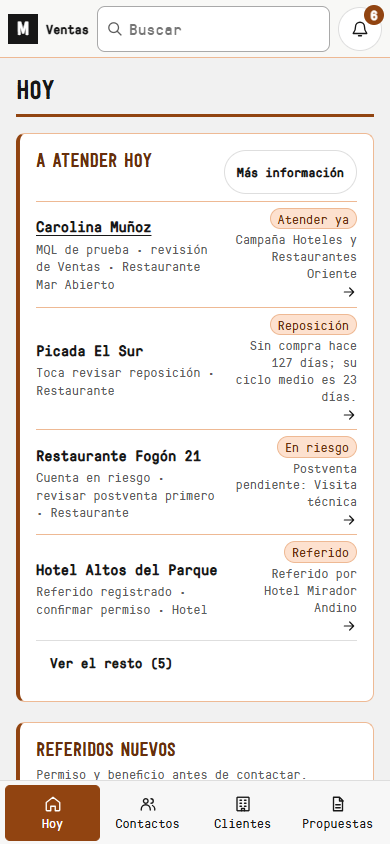 M Ventas Buscar 6
HOY
A ATENDER HOY
Más información
Carolina Muñoz
MQL de prueba · revisión
de Ventas · Restaurante
Mar Abierto
Atender ya
Campaña Hoteles y
Restaurantes
Oriente
→
Picada El Sur
Toca revisar reposición ·
Restaurante
Reposición
Sin compra hace
127 días; su
ciclo medio es 23
días.
→
Restaurante Fogón 21
Cuenta en riesgo ·
revisar postventa primero
· Restaurante
En riesgo
Postventa
pendiente: Visita
técnica
→
Hotel Altos del Parque
Referido registrado ·
confirmar permiso · Hotel
Referido
Referido por
Hotel Mirador
Andino
→
Ver el resto (5)
REFERIDOS NUEVOS
Permiso y beneficio antes de contactar.
Hoy Contactos Clientes Propuestas